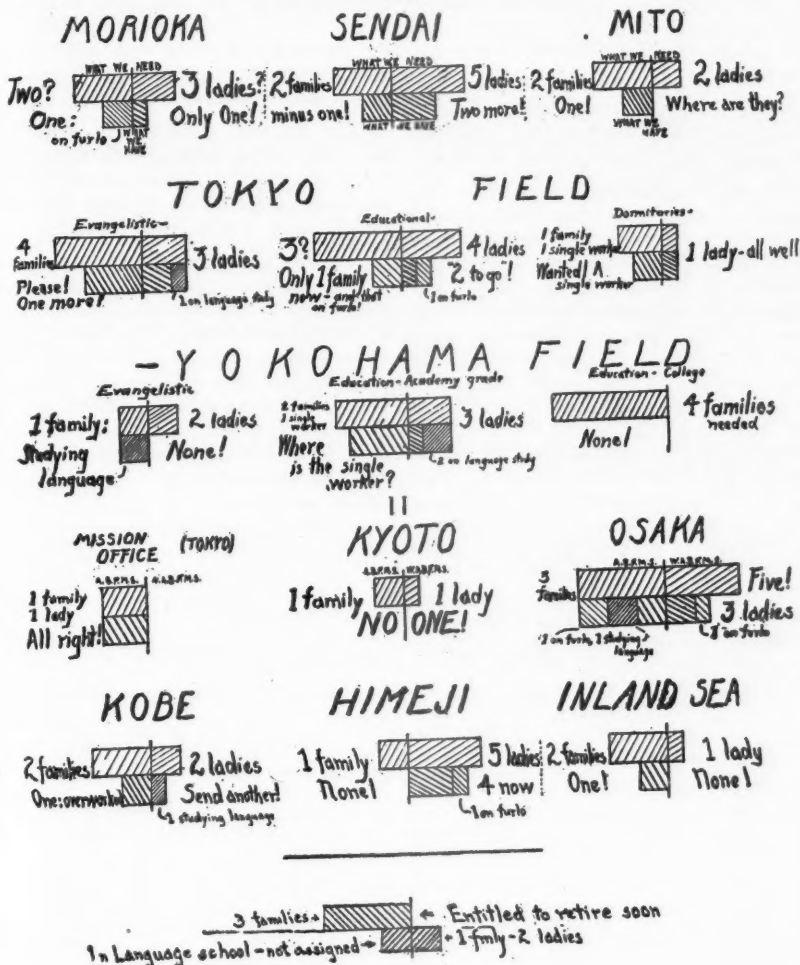 MORIOKA
WAT WE NEED
Two?
3 ladies?
One:
on furlo
Only One!
WHAT
WE
HAVE
SENDAI
WHAT WE NEED
2 families
5 ladies
minus one!
Two more!
WHAT WE HAVE
MITO
WHAT WE NEED
2 families
2 ladies
One!
Where are they?
WHAT WE
HAVE
TOKYO FIELD
Evangelistic-
4
families
3 ladies
Please!
One more!
on language study
Educational-
3?
4 ladies
Only 1 family
"2 to go"!
now - and that
on furlo!
1 on furlo
Dormitories-
1 family
1 single worker
1 lady-all well
Wanted! A
single worker
-YOKOHAMA FIELD
Evangelistic
1 family:
2 ladies
Studying
language
None!
Education-Academy grade
2 families
1 single
worker
3 ladies
Where
is the single
worker?
2 on language study
Education-College
4 families
needed
None!
MISSION
OFFICE (TOKYO)
A.B.F.M.S. W.A.B.F.M.S.
1 family
1 lady
All right!
KYOTO
A.B.F.M.S. W.A.B.F.M.S.
1 family
1 lady
NO ONE!
OSAKA
A.B.F.M.S. W.A.B.F.M.S.
families
Five!
3 ladies
on furlo, 1 studying
language
on furlo
KOBE
2 families
2 ladies
One: overworked
Send another!
1 studying language
HIMEJI
1 family
5 ladies
None!
4 now
1 on furlo
INLAND SEA
2 families
1 lady
One!
None!
3 families
Entitled to retire soon
In Language school-not assigned
1 fmly-2 ladies